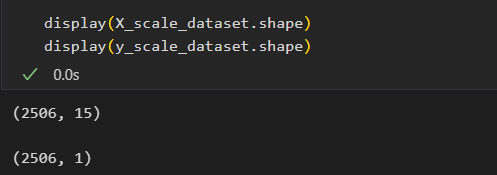 display(X_scale_dataset.shape)
display(y_scale_dataset.shape)
✓ 0.0s
(2506, 15)
(2506, 1)